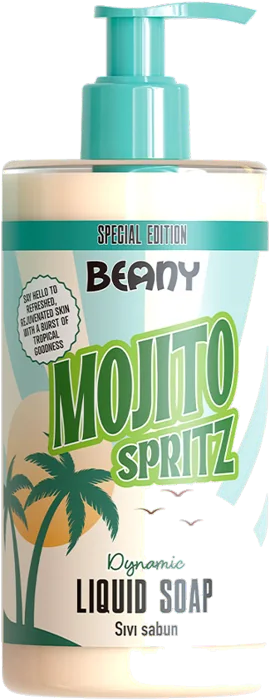 SPECIAL EDITION
BEANY
SAY HELLO TO
REFRESHED,
REJUVENATED SKIN
WITH A BURST OF
TROPICAL
GOODNESS
MOJITO
SPRITZ
Dynamic
LIQUID SOAP
Sıvı sabun